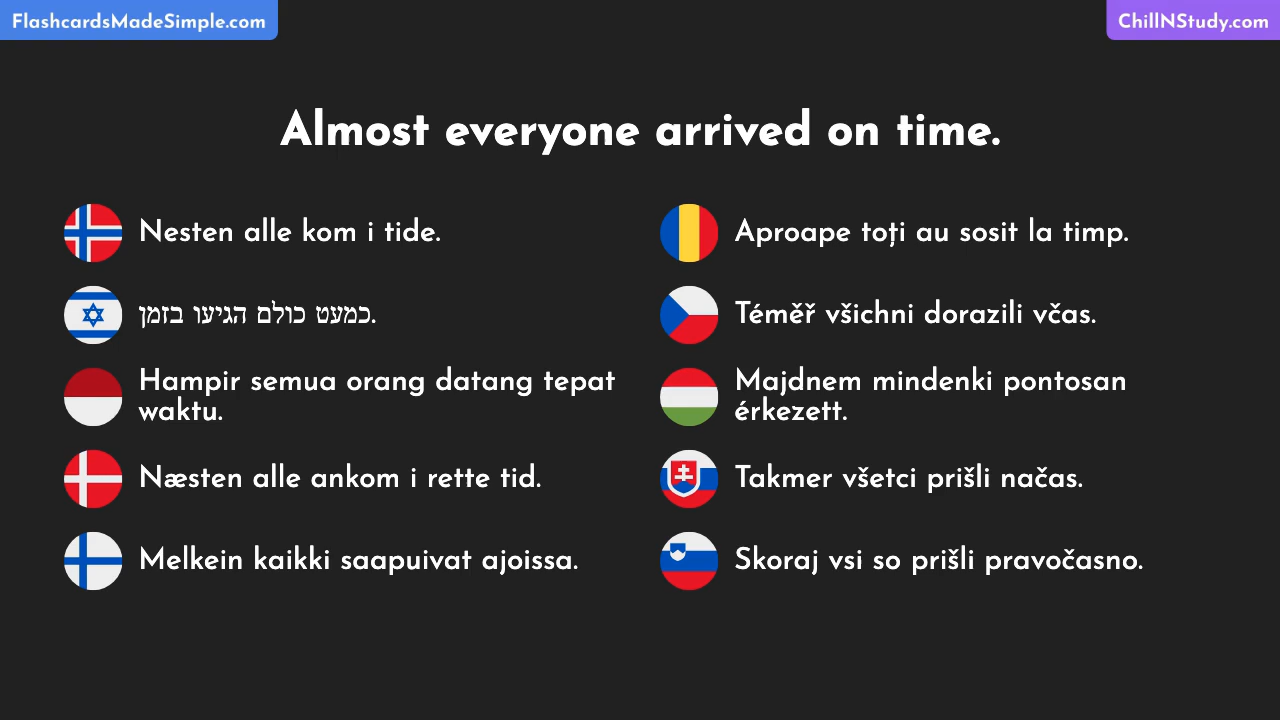 FlashcardsMadeSimple.com
ChillNStudy.com
Almost everyone arrived on time.
Nesten alle kom i tide.
כמעט כולם הגיעו בזמן.
Hampir semua orang datang tepat
waktu.
Næsten alle ankom i rette tid.
Melkein kaikki saapuivat ajoissa.
Aproape toți au sosit la timp.
Téměř všichni dorazili včas.
Majdnem mindenki pontosan
érkezett.
Takmer všetci prišli načas.
Skoraj vsi so prišli pravočasno.